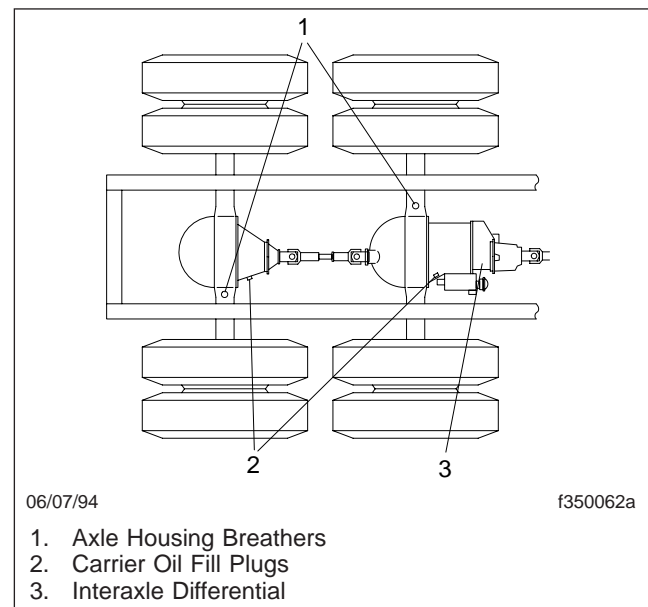 1
2
3
06/07/94 f350062a
1. Axle Housing Breathers
2. Carrier Oil Fill Plugs
3. Interaxle Differential